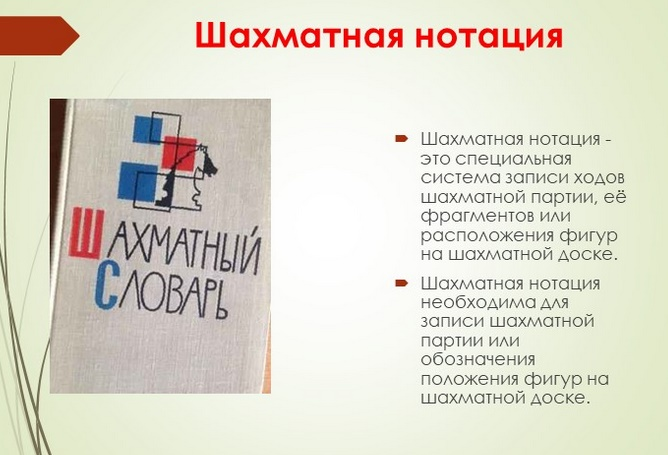 Шахматная нотация
ШАХМАТНЫЙ
СЛОВАРЬ
Шахматная нотация -
это специальная
система записи ходов
шахматной партии, её
фрагментов или
расположения фигур
на шахматной доске.
Шахматная нотация
необходима для
записи шахматной
партии или
обозначения
положения фигур на
шахматной доске.